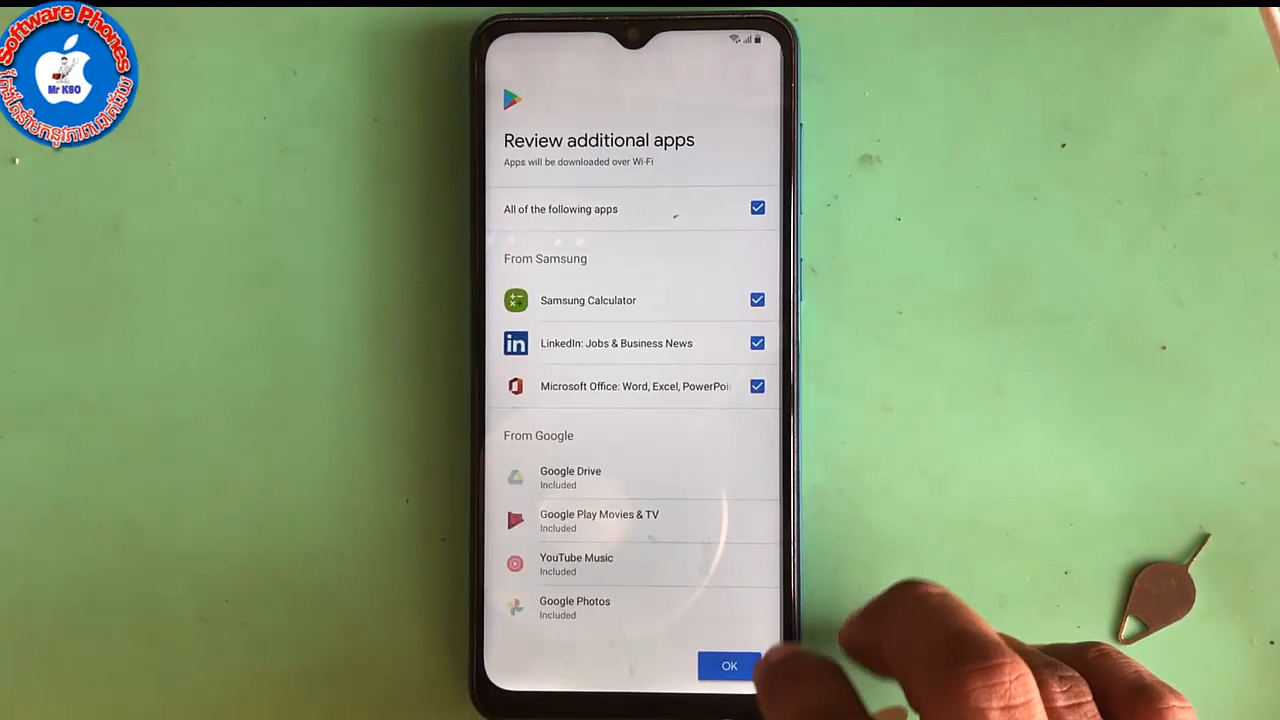 Software Phones
Mr KSO
Review additional apps
Apps will be downloaded over Wi-Fi
All of the following apps
From Samsung
Samsung Calculator
LinkedIn: Jobs & Business News
Microsoft Office: Word, Excel, PowerPoi
From Google
Google Drive
Included
Google Play Movies & TV
Included
YouTube Music
Included
Google Photos
Included
OK